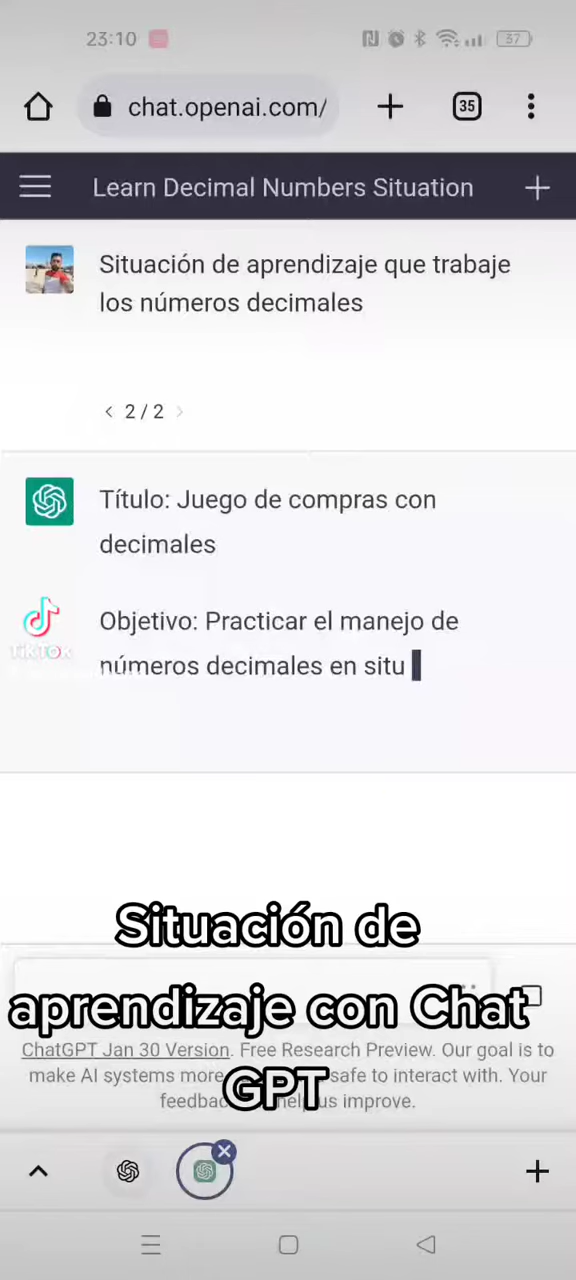 23:10
37
chat.openai.com/
35
Learn Decimal Numbers Situation
Situación de aprendizaje que trabaje
los números decimales
2 / 2
Título: Juego de compras con
decimales
Objetivo: Practicar el manejo de
números decimales en situ
TikTok
Situación de
aprendizaje con Chat
GPT
ChatGPT Jan 30 Version. Free Research Preview. Our goal is to
make AI systems more safe to interact with. Your
us improve.